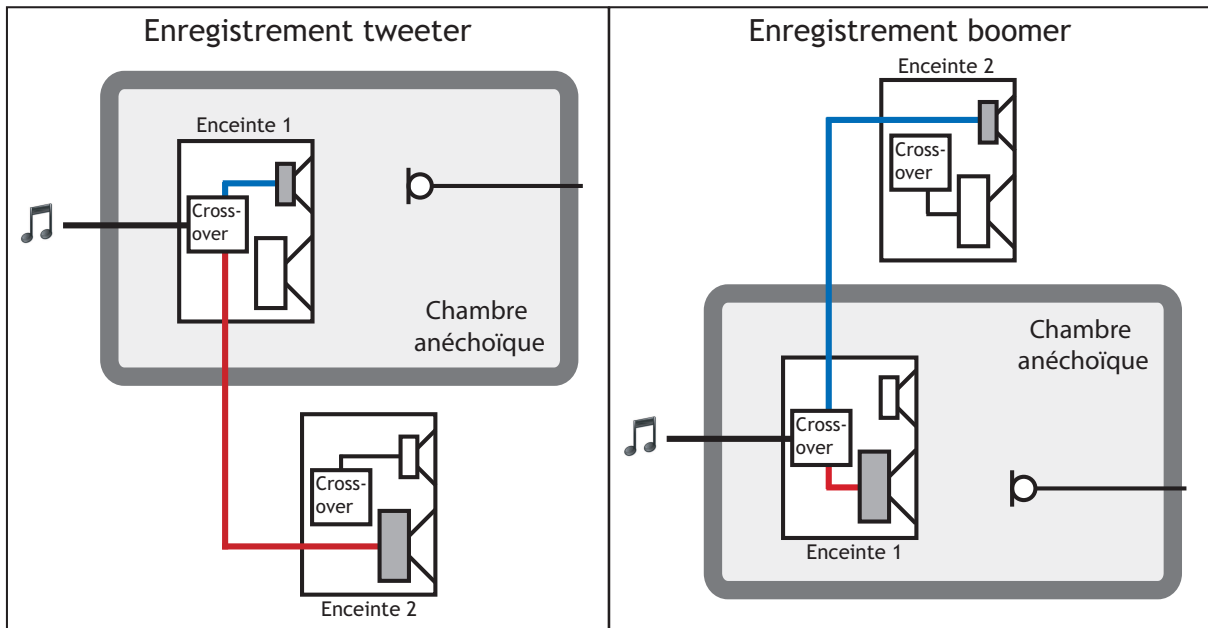 Enregistrement tweeter
Enceinte 1
Cross-
over
Chambre
anéchoïque
Cross-
over
Enceinte 2
Enregistrement boomer
Enceinte 2
Cross-
over
Chambre
anéchoïque
Cross-
over
Enceinte 1